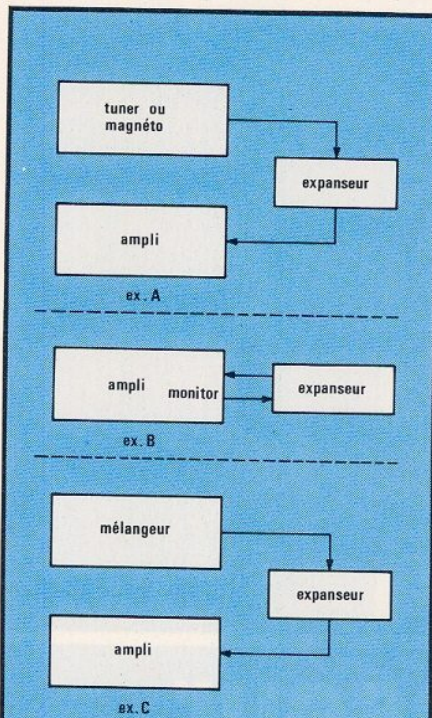 tuner ou
magnéto
expanseur
ampli
ex. A
ampli
monitor
expanseur
ex. B
mélangeur
expanseur
ampli
ex. C